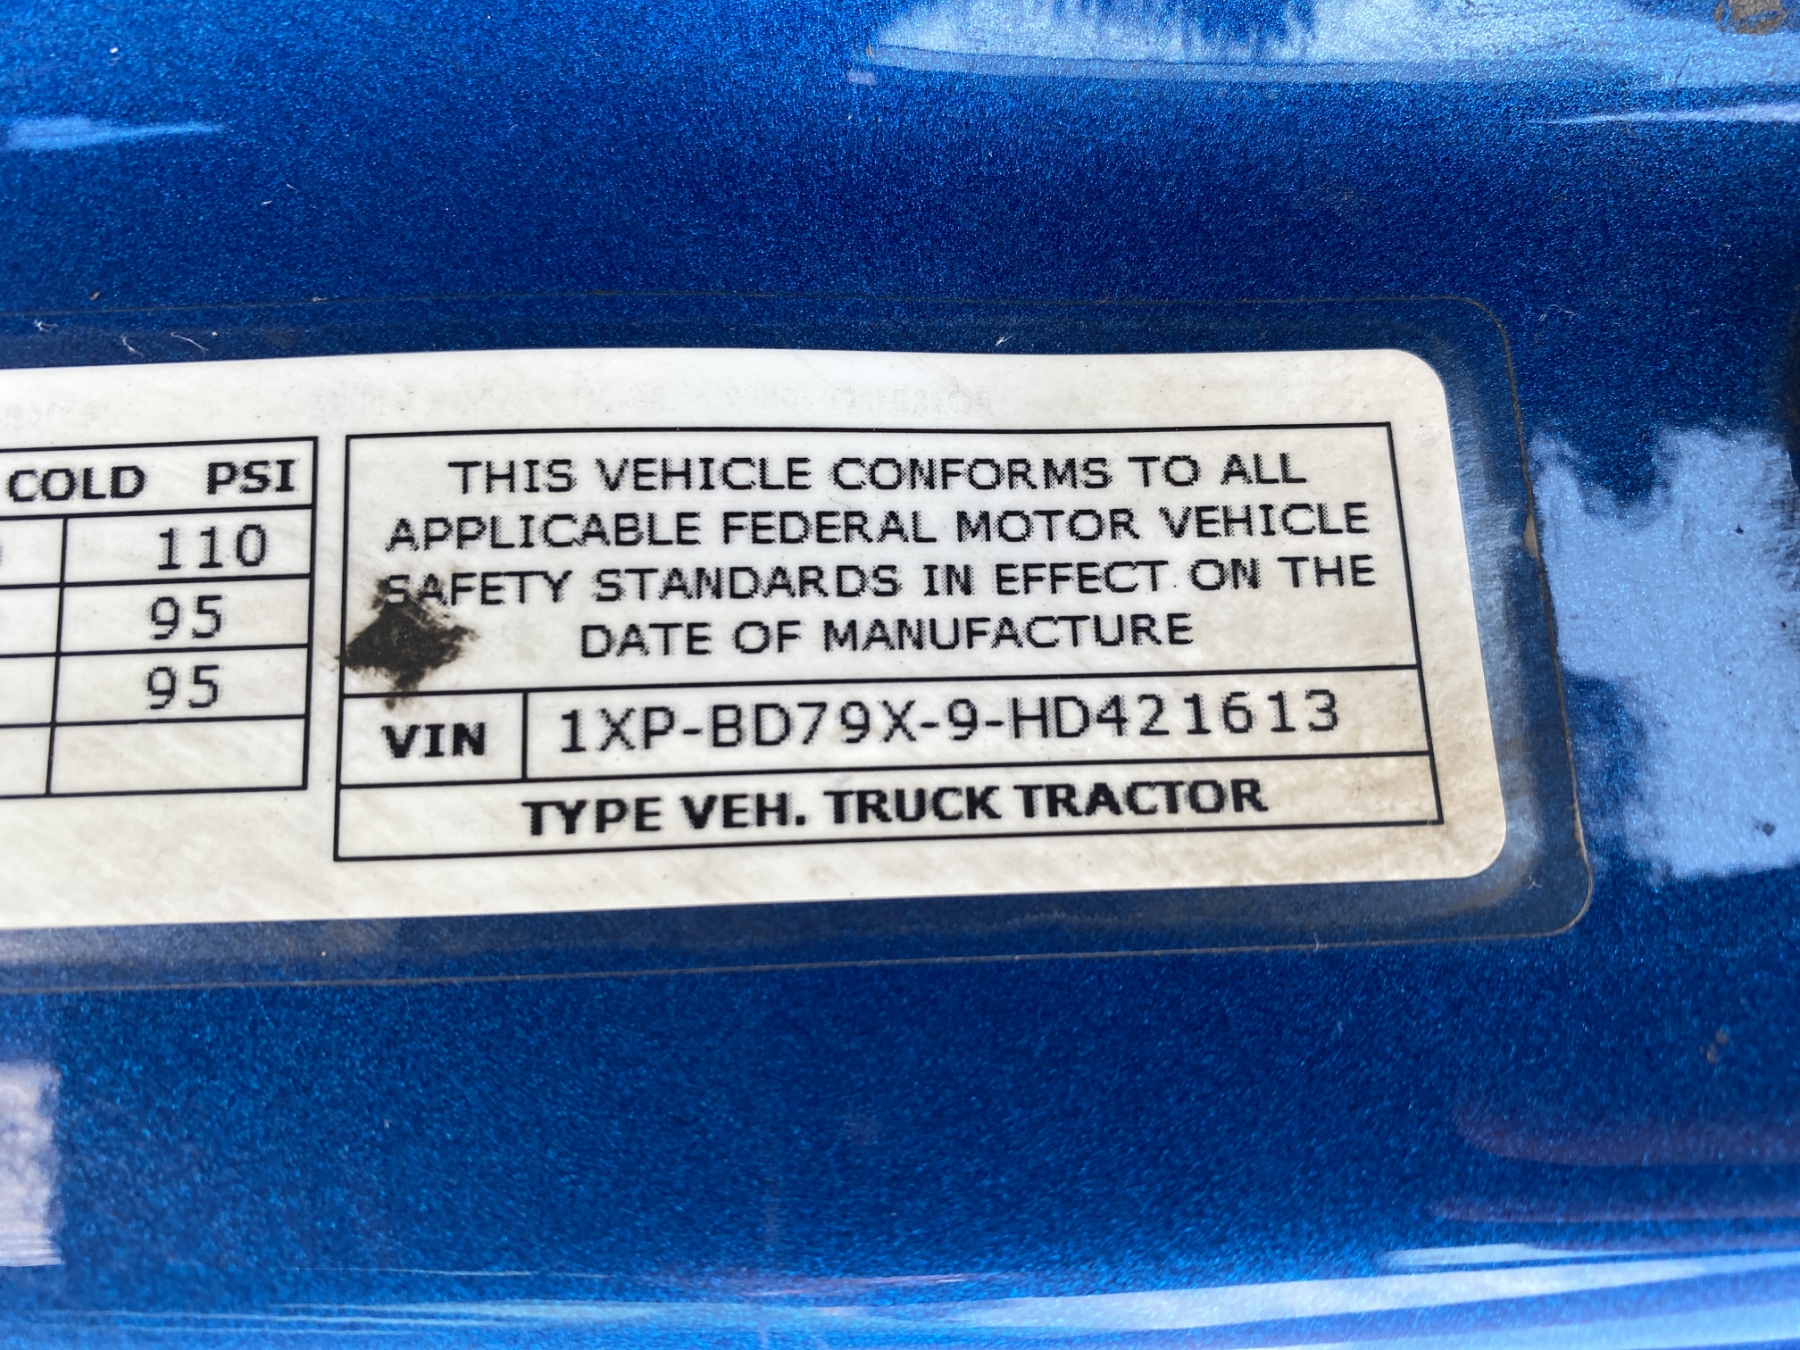 COLD PSI
110
95
95
THIS VEHICLE CONFORMS TO ALL
APPLICABLE FEDERAL MOTOR VEHICLE
SAFETY STANDARDS IN EFFECT ON THE
DATE OF MANUFACTURE
VIN 1XP-BD79X-9-HD421613
TYPE VEH. TRUCK TRACTOR